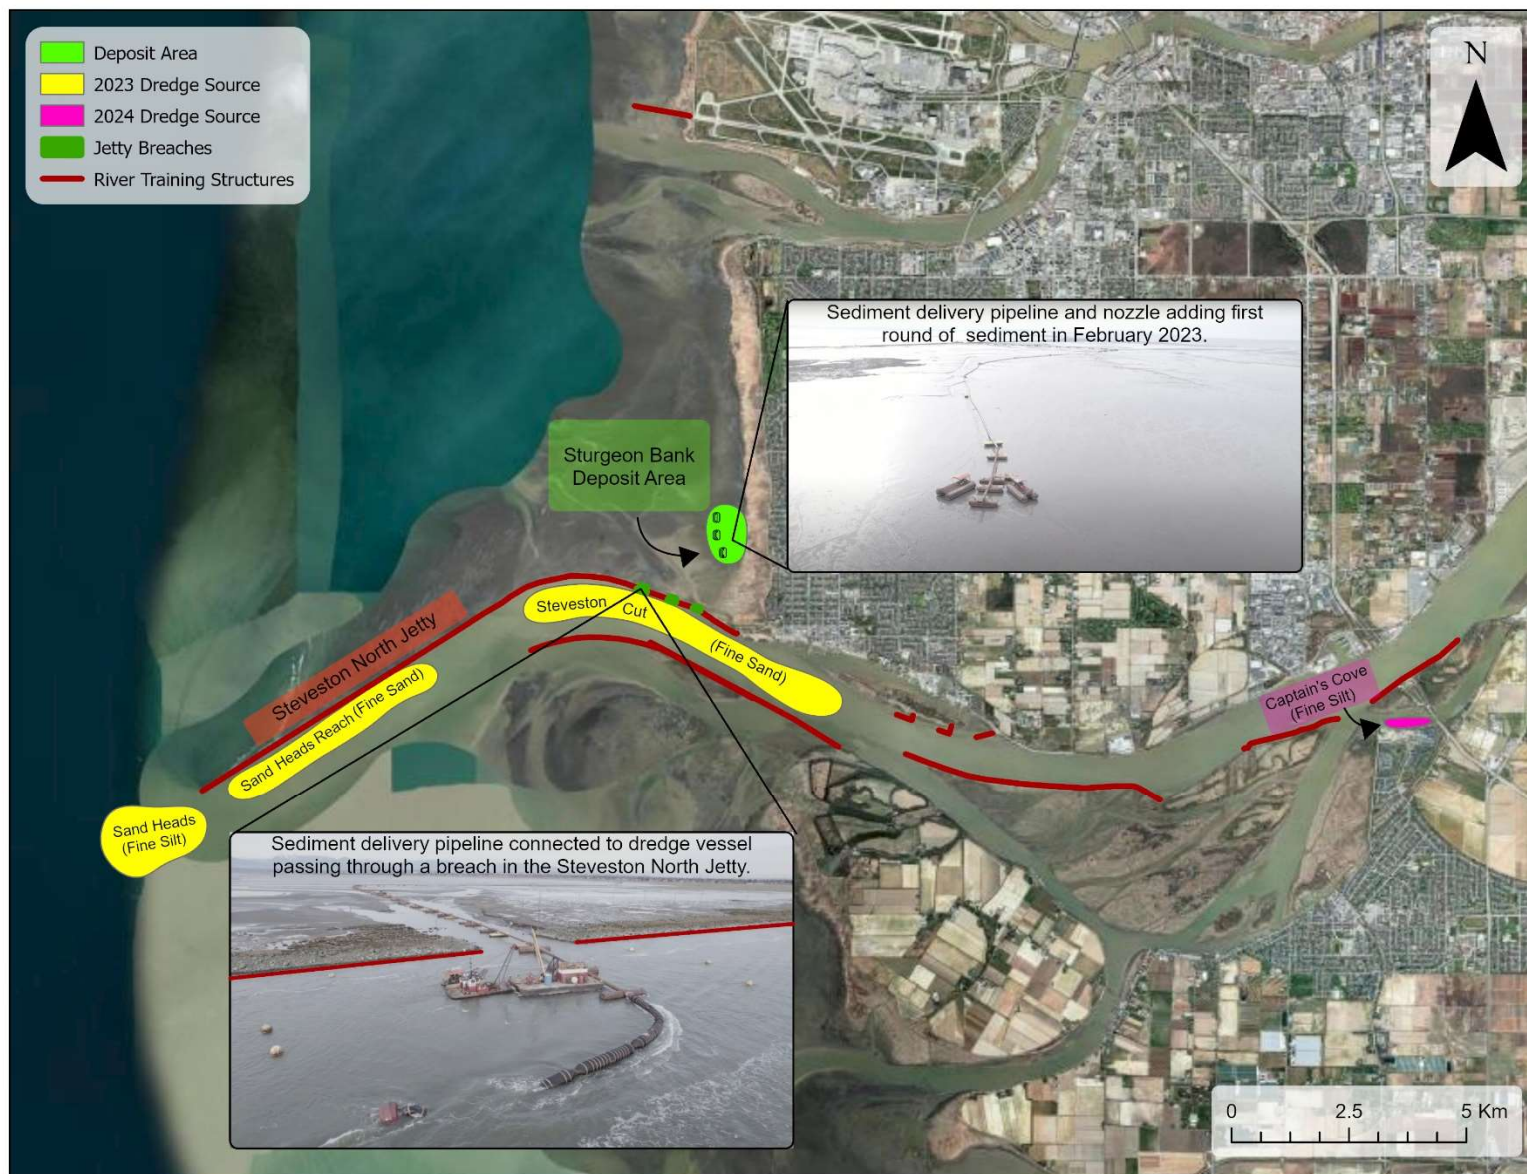 Deposit Area
2023 Dredge Source
2024 Dredge Source
Jetty Breaches
River Training Structures
N
Sediment delivery pipeline and nozzle adding first
round of sediment in February 2023.
Sturgeon Bank
Deposit Area
Steveston Cut (Fine Sand)
Steveston North Jetty
Sand Heads Reach (Fine Sand)
Captain's Cove
(Fine Silt)
Sand Heads
(Fine Silt)
Sediment delivery pipeline connected to dredge vessel
passing through a breach in the Steveston North Jetty.
0 2.5 5 Km